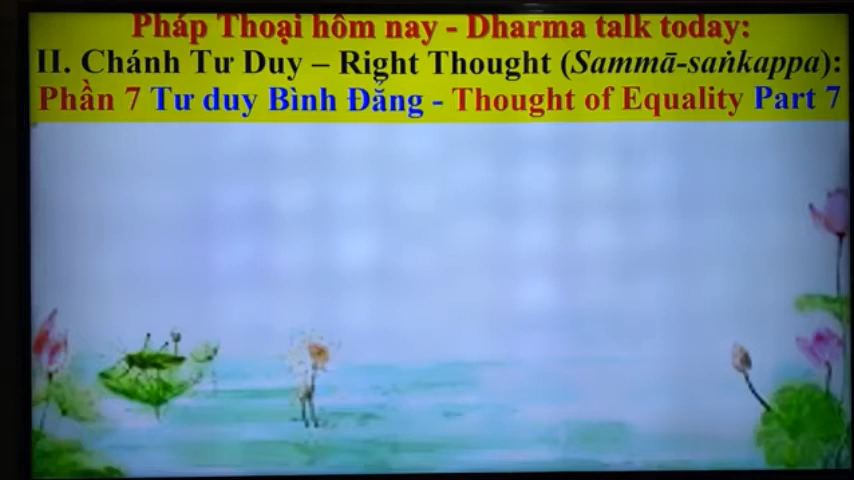 Pháp Thoại hôm nay - Dharma talk today:
II. Chánh Tư Duy – Right Thought (Sammā-saṅkappa):
Phần 7 Tư duy Bình Đẳng - Thought of Equality Part 7